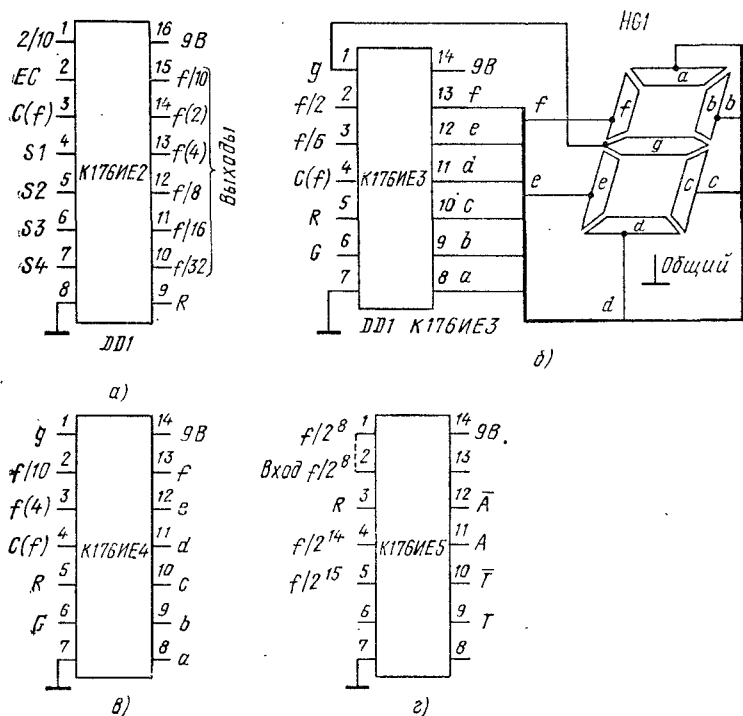 2/10 1 16 9В
EC 2 15 f/10
C(f) 3 14 f(2)
S1 4 13 f(4)
S2 5 К176ИЕ2 12 f/8
S3 6 11 f/16
S4 7 10 f/32
8 9 R
Выходы
DD1
а)
HG1
g 1 14 9В
f/2 2 13 f
f/6 3 12 e
C(f) 4 К176ИЕ3 11 d
R 5 10 c
G 6 9 b
7 8 a
DD1 К176ИЕ3
f e
a
f b b
g
e c c
d
d
Общий
б)
g 1 14 9В
f/10 2 13 f
f(4) 3 12 e
C(f) 4 К176ИЕ4 11 d
R 5 10 c
G 6 9 b
7 8 a
в)
f/2⁸ 1 14 9В
Вход f/2⁸ 2 13
R 3 12 A̅
f/2¹⁴ 4 К176ИЕ5 11 A
f/2¹⁵ 5 10 T̅
6 9 T
7 8
г)